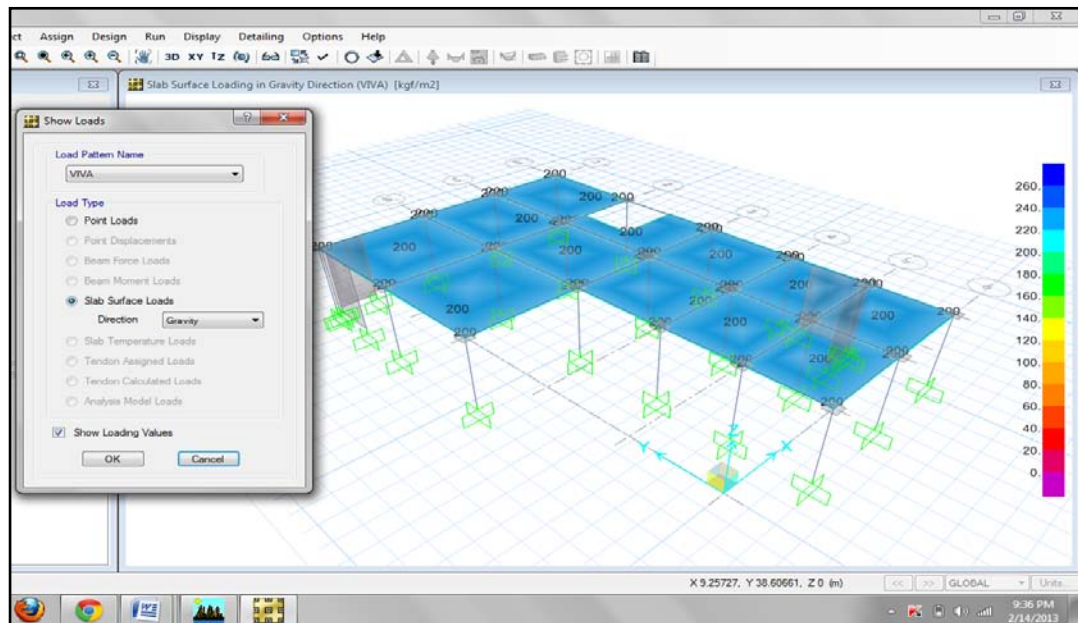 ct Assign Design Run Display Detailing Options Help
3D XY
Slab Surface Loading in Gravity Direction (VIVA) [kgf/m2]
Show Loads
Load Pattern Name
VIVA
Load Type
Point Loads
Point Displacements
Beam Force Loads
Beam Moment Loads
Slab Surface Loads
Direction Gravity
Slab Temperature Loads
Tendon Assigned Loads
Tendon Calculated Loads
Analysis Model Loads
Show Loading Values
OK Cancel
200
200 200
200 200
200 200 200
200 200 200
200 200
200 200
200 200
200
Z
Y X
260.
240.
220.
200.
180.
160.
140.
120.
100.
80.
60.
40.
20.
0.
X 9.25727, Y 38.60661, Z 0 (m) << >> GLOBAL Units...
9:36 PM
2/14/2013